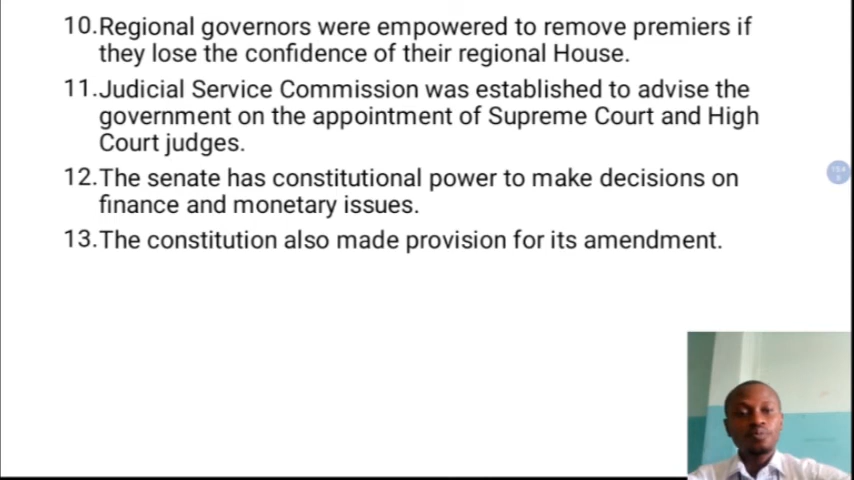 10.Regional governors were empowered to remove premiers if
they lose the confidence of their regional House.
11.Judicial Service Commission was established to advise the
government on the appointment of Supreme Court and High
Court judges.
12.The senate has constitutional power to make decisions on
finance and monetary issues.
13.The constitution also made provision for its amendment.